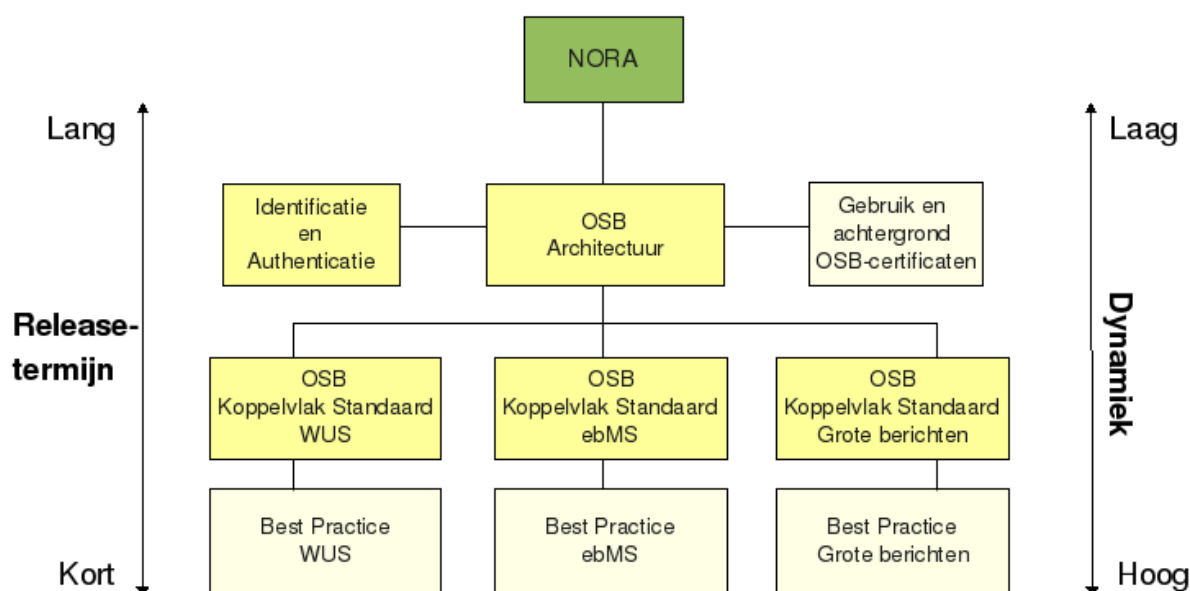 NORA
Lang
Laag
Identificatie
en
Authenticatie
OSB
Architectuur
Gebruik en
achtergrond
OSB-certificaten
Release-
termijn
Dynamiek
OSB
Koppelvlak Standaard
WUS
OSB
Koppelvlak Standaard
ebMS
OSB
Koppelvlak Standaard
Grote berichten
Best Practice
WUS
Best Practice
ebMS
Best Practice
Grote berichten
Kort
Hoog